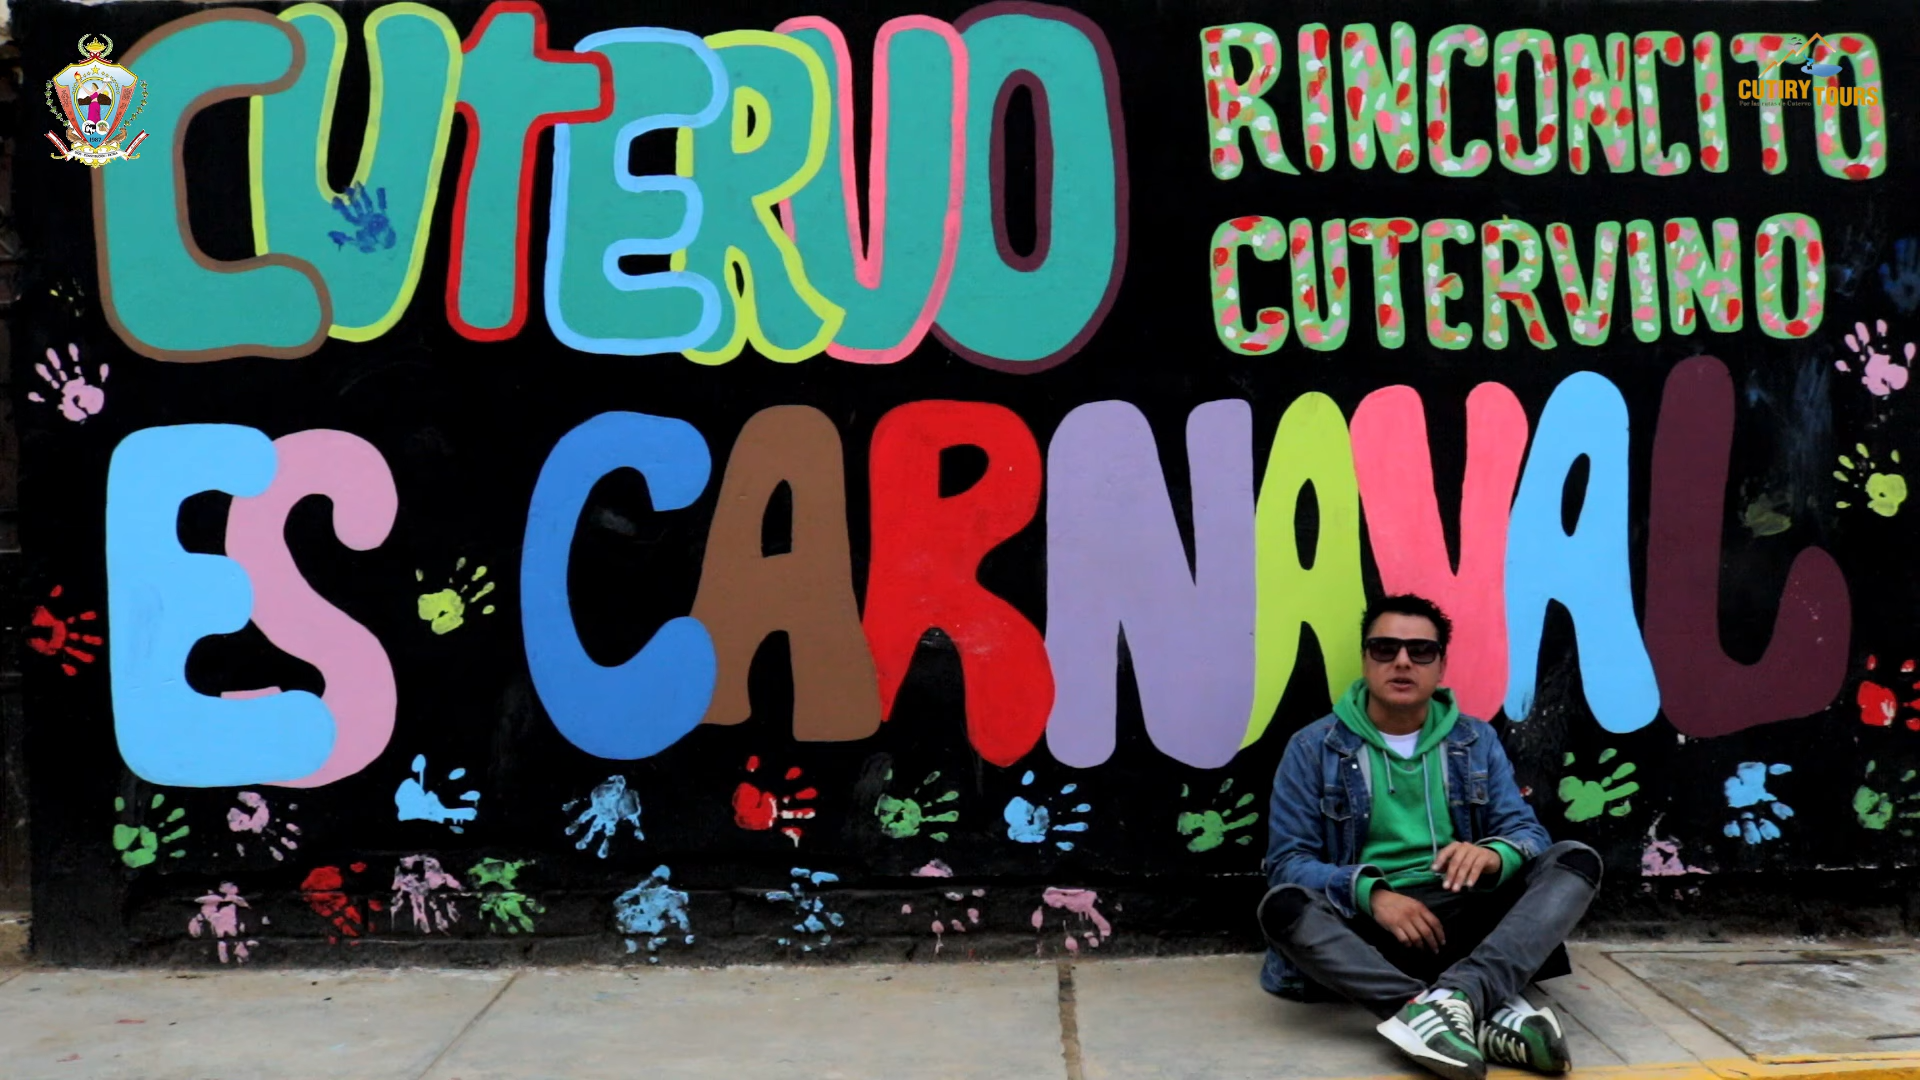 CUTERVO
RINCONCITO
CUTERVINO
ES CARNAVAL
CUTIRY TOURS